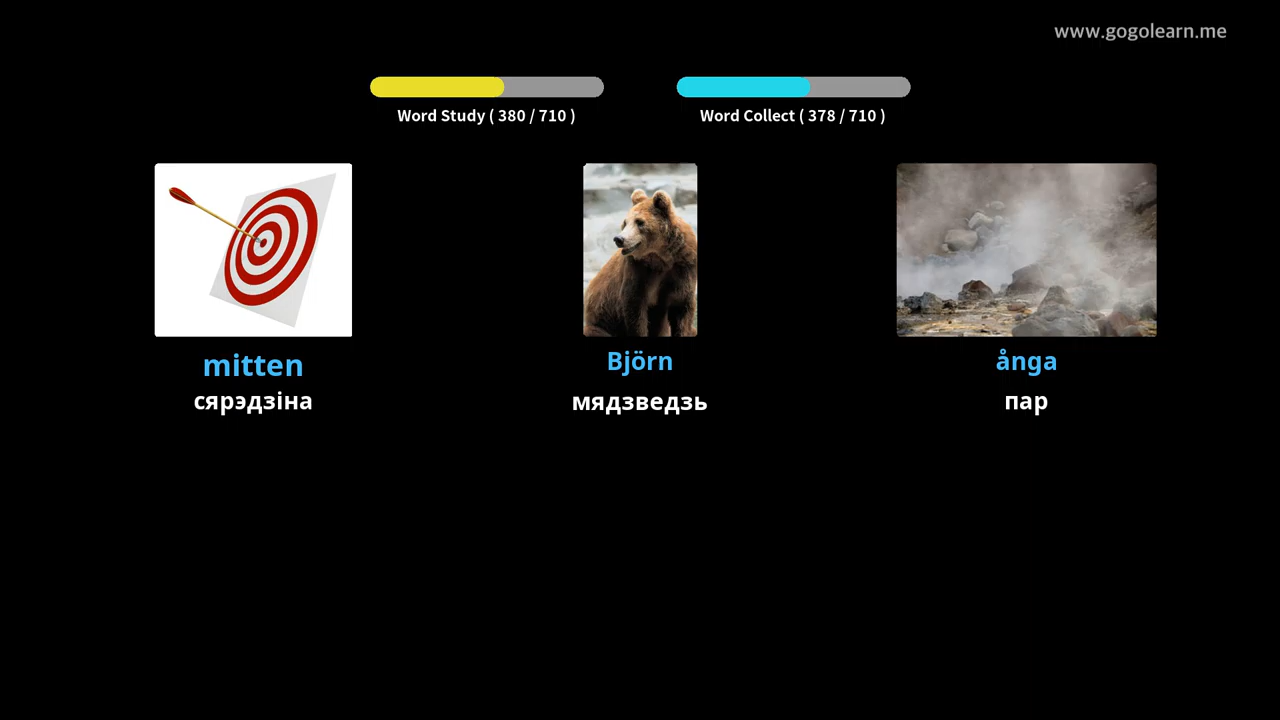 www.gogolearn.me
Word Study ( 380 / 710 )
Word Collect ( 378 / 710 )
mitten
Björn
ånga
сярэдзіна
мядзведзь
пар